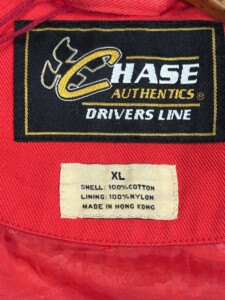 CHASE
AUTHENTICS®
DRIVERS LINE
XL
SHELL: 100% COTTON
LINING: 100% NYLON
MADE IN HONG KONG